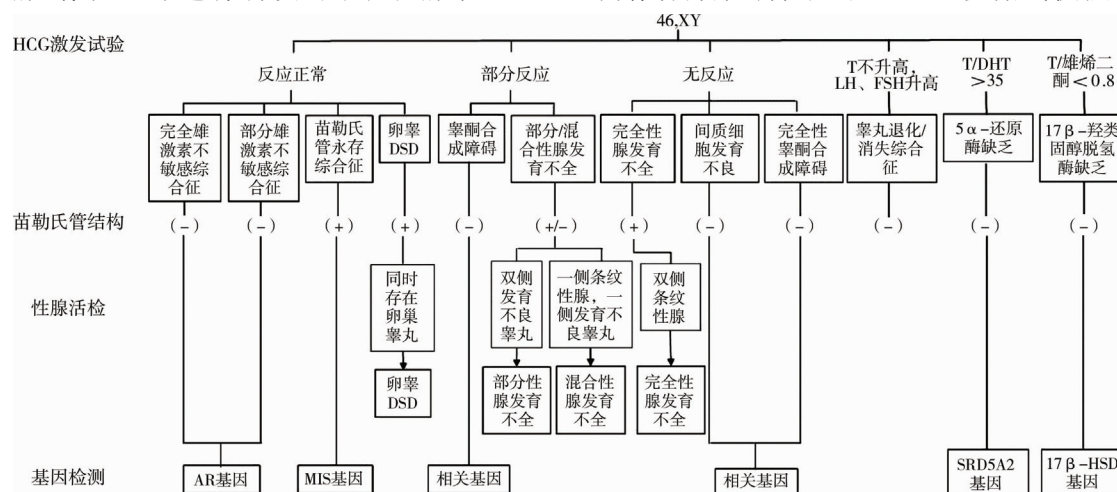 46,XY
HCG激发试验
反应正常
部分反应
无反应
T不升高,
LH、FSH升高
T/DHT
>35
T/雄烯二
酮<0.8
完全雄
激素不
敏感综
合征
部分雄
激素不
敏感综
合征
苗勒氏
管永存
综合征
卵睾
DSD
睾酮合
成障碍
部分/混
合性腺发
育不全
完全性
腺发育
不全
间质细
胞发育
不良
完全性
睾酮合
成障碍
睾丸退化/
消失综合
征
5α-还原
酶缺乏
17β-羟类
固醇脱氢
酶缺乏
苗勒氏管结构
(-)
(-)
(+)
(+)
(-)
(+/-)
(+)
(-)
(-)
(-)
(-)
(-)
性腺活检
同时
存在
卵巢
睾丸
双侧
发育
不良
睾丸
一侧条纹
性腺，一
侧发育不
良睾丸
双侧
条纹
性腺
卵睾
DSD
部分性
腺发育
不全
混合性
腺发育
不全
完全性
腺发育
不全
基因检测
AR基因
MIS基因
相关基因
相关基因
SRD5A2
基因
17β-HSD
基因